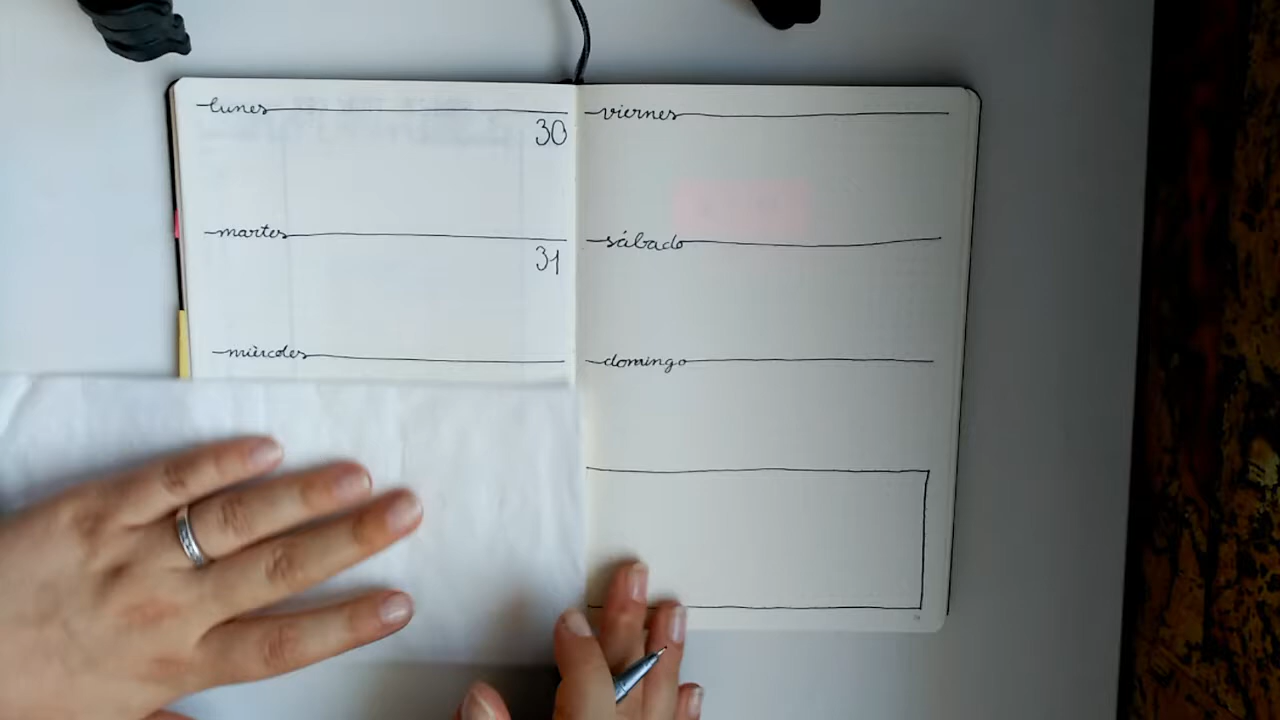 lunes
30
martes
31
miércoles
viernes
sábado
domingo